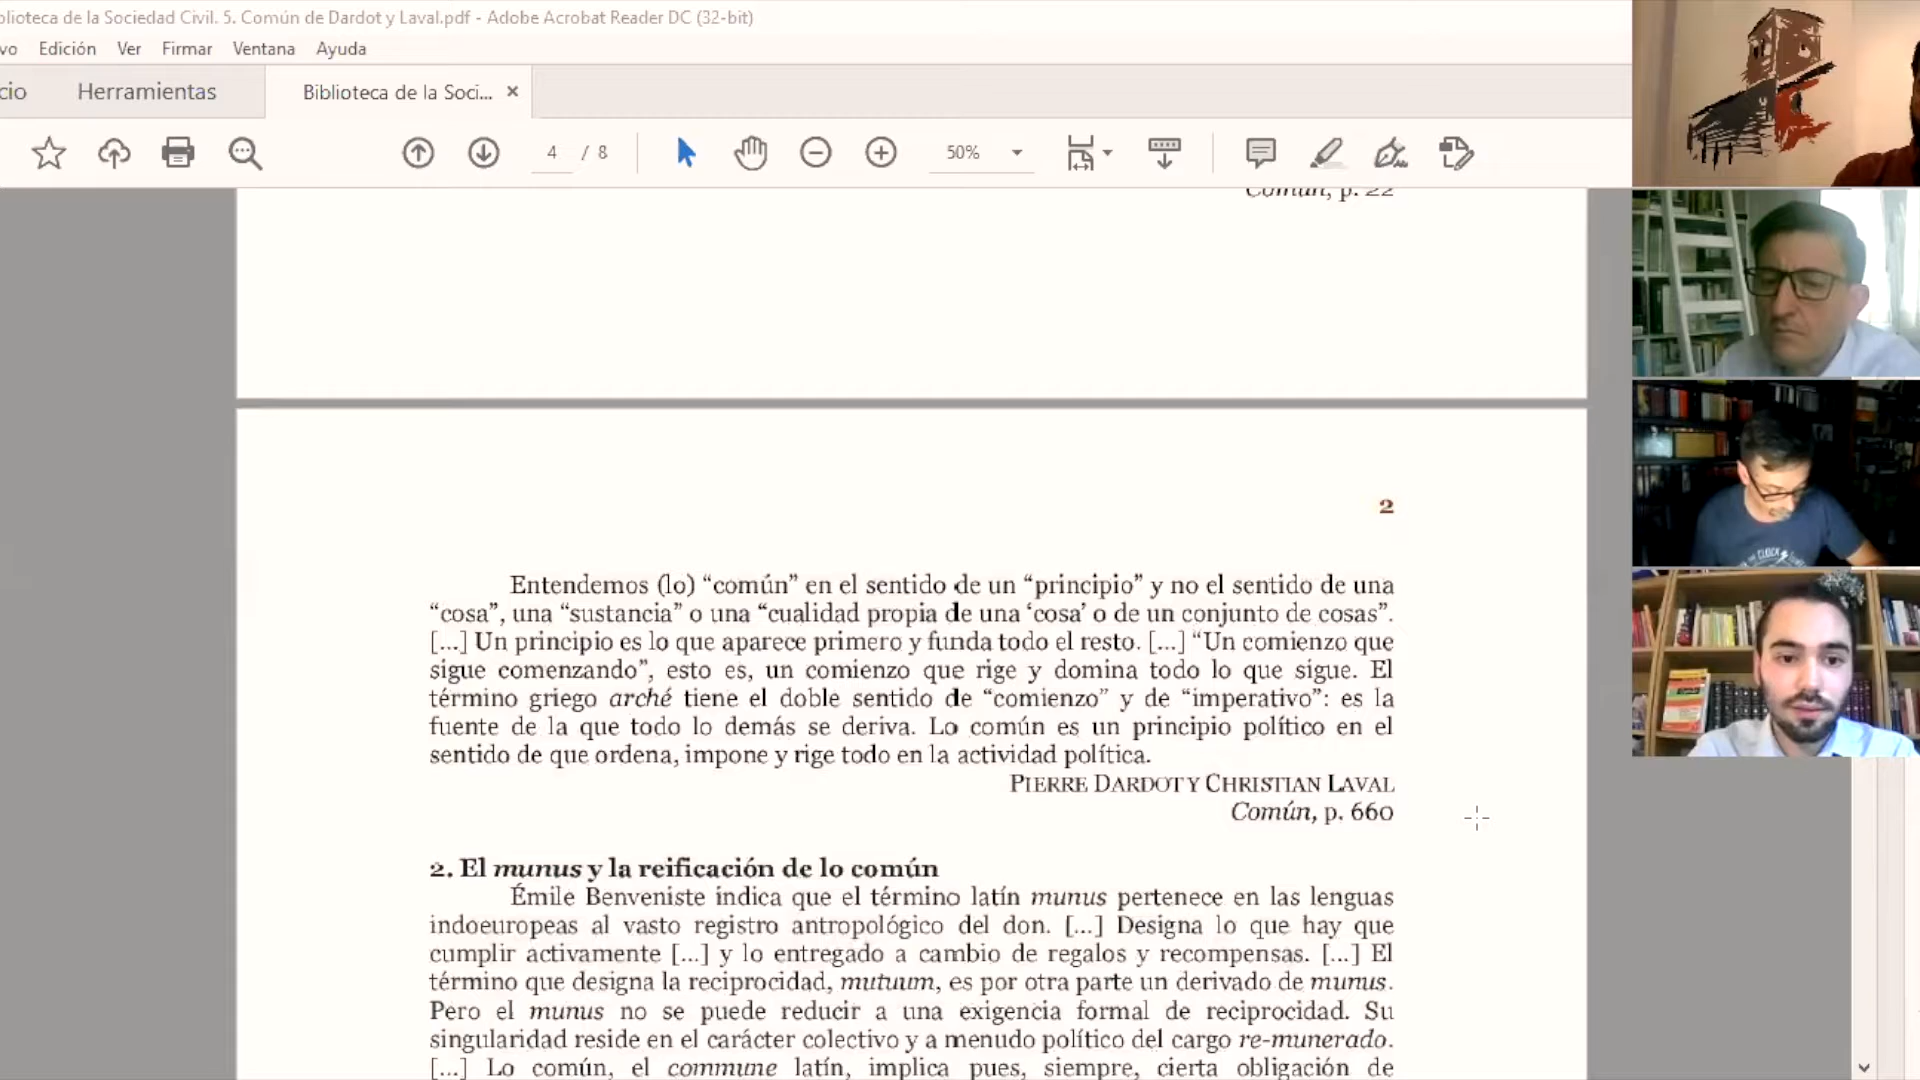 blioteca de la Sociedad Civil. 5. Común de Dardot y Laval.pdf - Adobe Acrobat Reader DC (32-bit)
vo Edición Ver Firmar Ventana Ayuda
cio Herramientas Biblioteca de la Soci... ×
4 / 8 50%
Común, p. 22
2
Entendemos (lo) “común” en el sentido de un “principio” y no el sentido de una
“cosa”, una “sustancia” o una “cualidad propia de una ‘cosa’ o de un conjunto de cosas”.
[...] Un principio es lo que aparece primero y funda todo el resto. [...] “Un comienzo que
sigue comenzando”, esto es, un comienzo que rige y domina todo lo que sigue. El
término griego arché tiene el doble sentido de “comienzo” y de “imperativo”: es la
fuente de la que todo lo demás se deriva. Lo común es un principio político en el
sentido de que ordena, impone y rige todo en la actividad política.
PIERRE DARDOT Y CHRISTIAN LAVAL
Común, p. 660
2. El munus y la reificación de lo común
Émile Benveniste indica que el término latín munus pertenece en las lenguas
indoeuropeas al vasto registro antropológico del don. [...] Designa lo que hay que
cumplir activamente [...] y lo entregado a cambio de regalos y recompensas. [...] El
término que designa la reciprocidad, mutuum, es por otra parte un derivado de munus.
Pero el munus no se puede reducir a una exigencia formal de reciprocidad. Su
singularidad reside en el carácter colectivo y a menudo político del cargo re-munerado.
[...] Lo común, el commune latín, implica pues, siempre, cierta obligación de
CLOCK